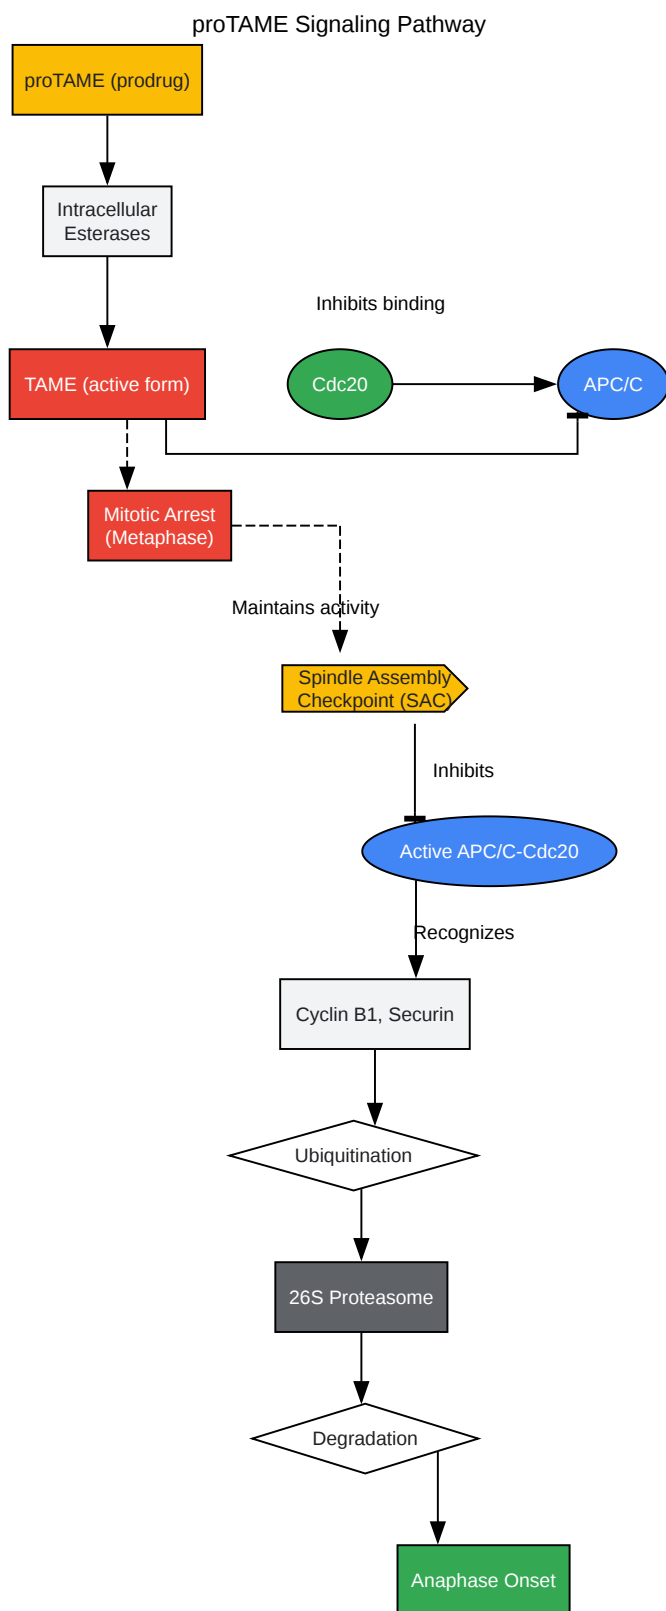 proTAME Signaling Pathway
proTAME (prodrug)
Intracellular
Esterases
Inhibits binding
TAME (active form)
Cdc20
APC/C
Mitotic Arrest
(Metaphase)
Maintains activity
Spindle Assembly
Checkpoint (SAC)
Inhibits
Active APC/C-Cdc20
Recognizes
Cyclin B1, Securin
Ubiquitination
26S Proteasome
Degradation
Anaphase Onset